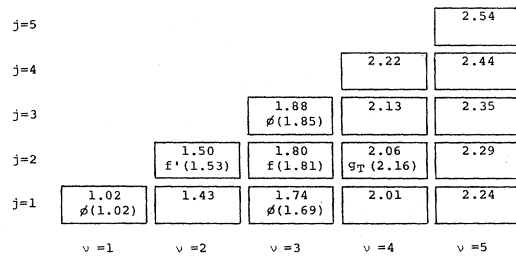 j=5 2.54
j=4 2.22 2.44
j=3 1.88 2.13 2.35
ø(1.85)
j=2 1.50 1.80 2.06 2.29
f'(1.53) f(1.81) gT(2.16)
j=1 1.02 1.43 1.74 2.01 2.24
ø(1.02) ø(1.69)
ν =1 ν =2 ν =3 ν =4 ν =5